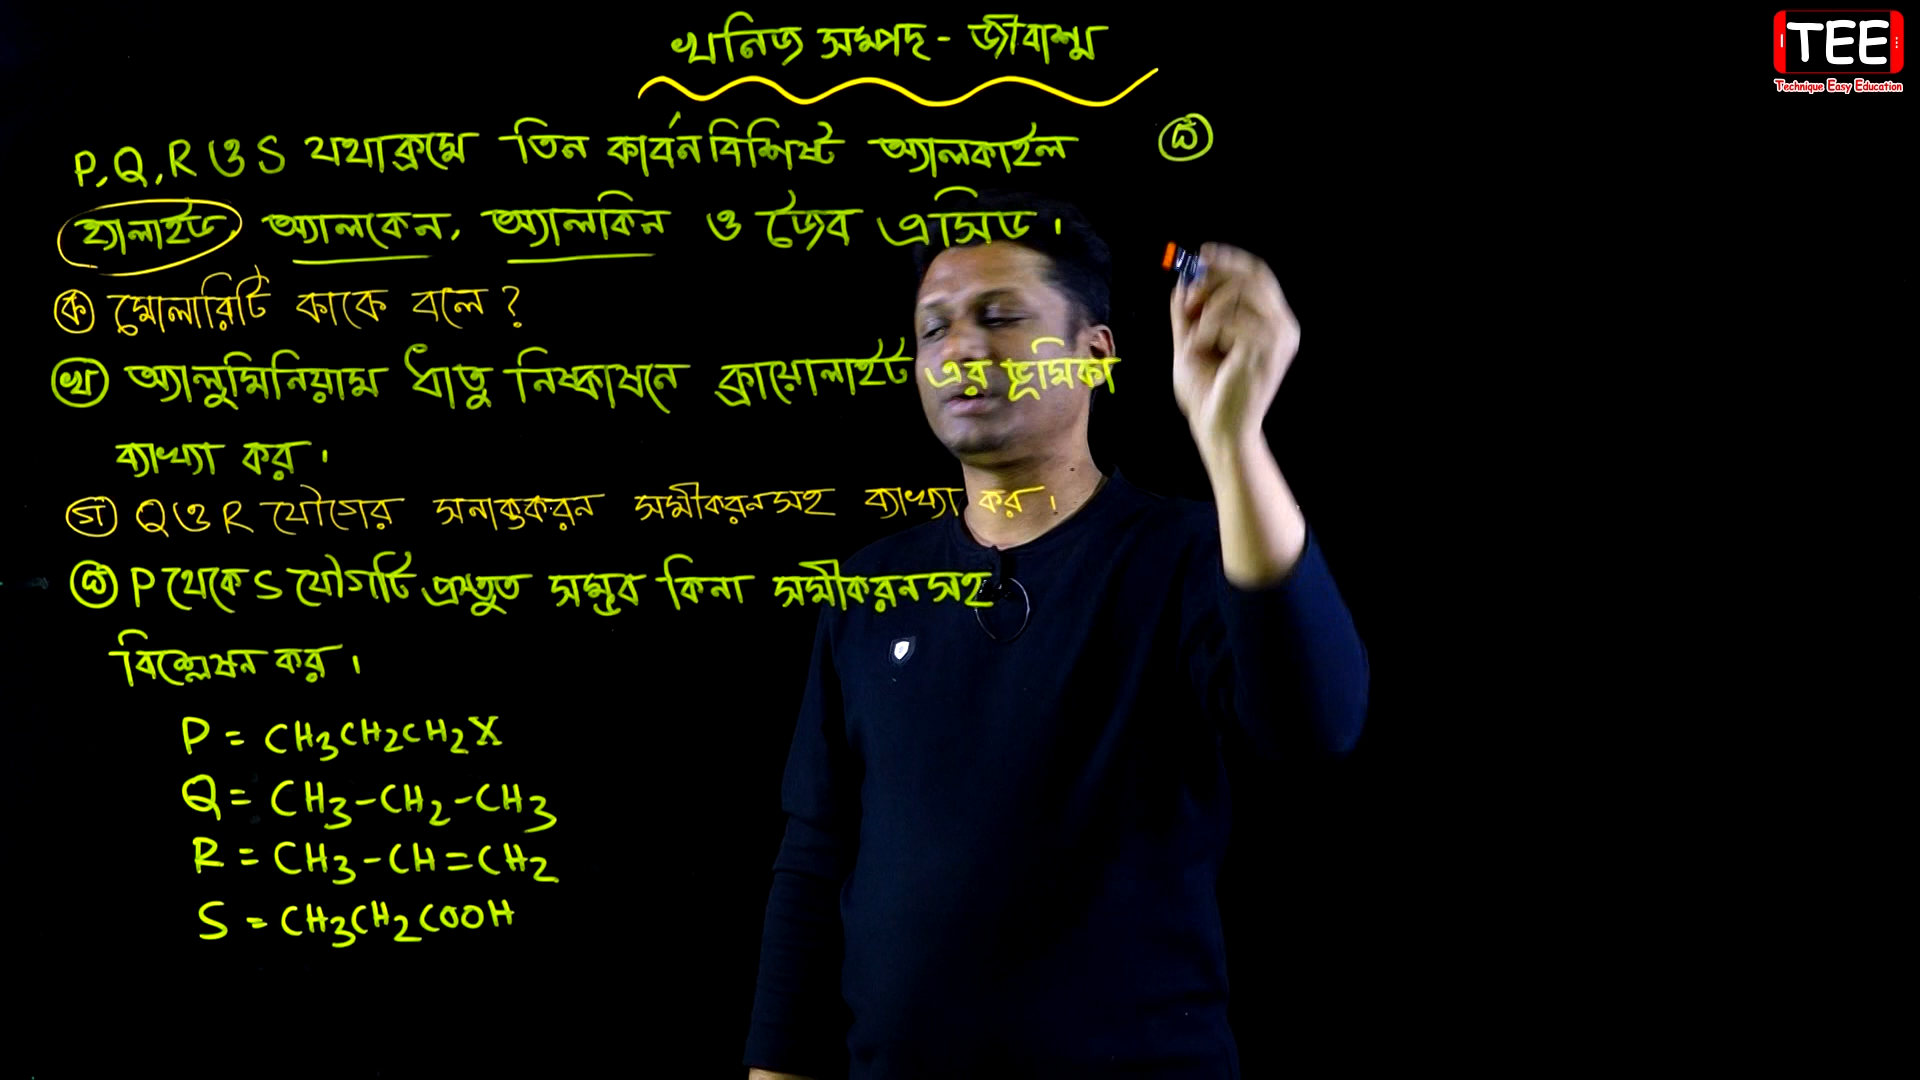 খনিজ সম্পদ - জীবাশ্ম
TEE
Technique Easy Education
P, Q, R ও S যথাক্রমে তিন কার্বন বিশিষ্ট অ্যালকাইল
ঘ
হ্যালাইড অ্যালকেন, অ্যালকিন ও জৈব এসিড।
ক মোলারিটি কাকে বলে?
খ অ্যালুমিনিয়াম ধাতু নিষ্কাষনে ক্রায়োলাইট এর ভূমিকা
ব্যাখ্যা কর।
গ Q ও R যৌগের সনাক্তকরন সমীকরনসহ ব্যাখ্যা কর।
ঘ P থেকে S যৌগটি প্রস্তুত সম্ভব কিনা সমীকরনসহ
বিশ্লেষন কর।
P = CH3CH2CH2X
Q = CH3-CH2-CH3
R = CH3-CH=CH2
S = CH3CH2COOH